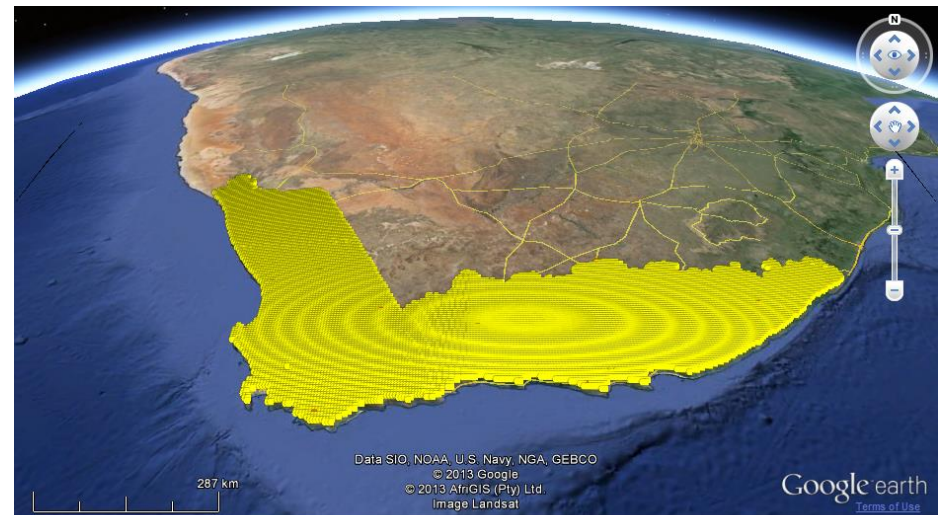 N
287 km
Data SIO, NOAA, U.S. Navy, NGA, GEBCO
© 2013 Google
© 2013 AfriGIS (Pty) Ltd.
Image Landsat
Google earth
Terms of Use